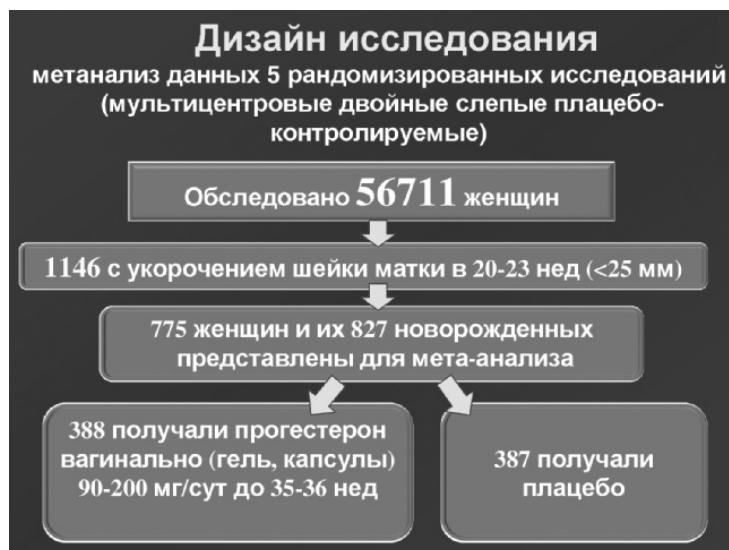 Дизайн исследования
метанализ данных 5 рандомизированных исследований
(мультицентровые двойные слепые плацебо-
контролируемые)
Обследовано 56711 женщин
1146 с укорочением шейки матки в 20-23 нед (<25 мм)
775 женщин и их 827 новорожденных
представлены для мета-анализа
388 получали прогестерон
вагинально (гель, капсулы)
90-200 мг/сут до 35-36 нед
387 получали
плацебо